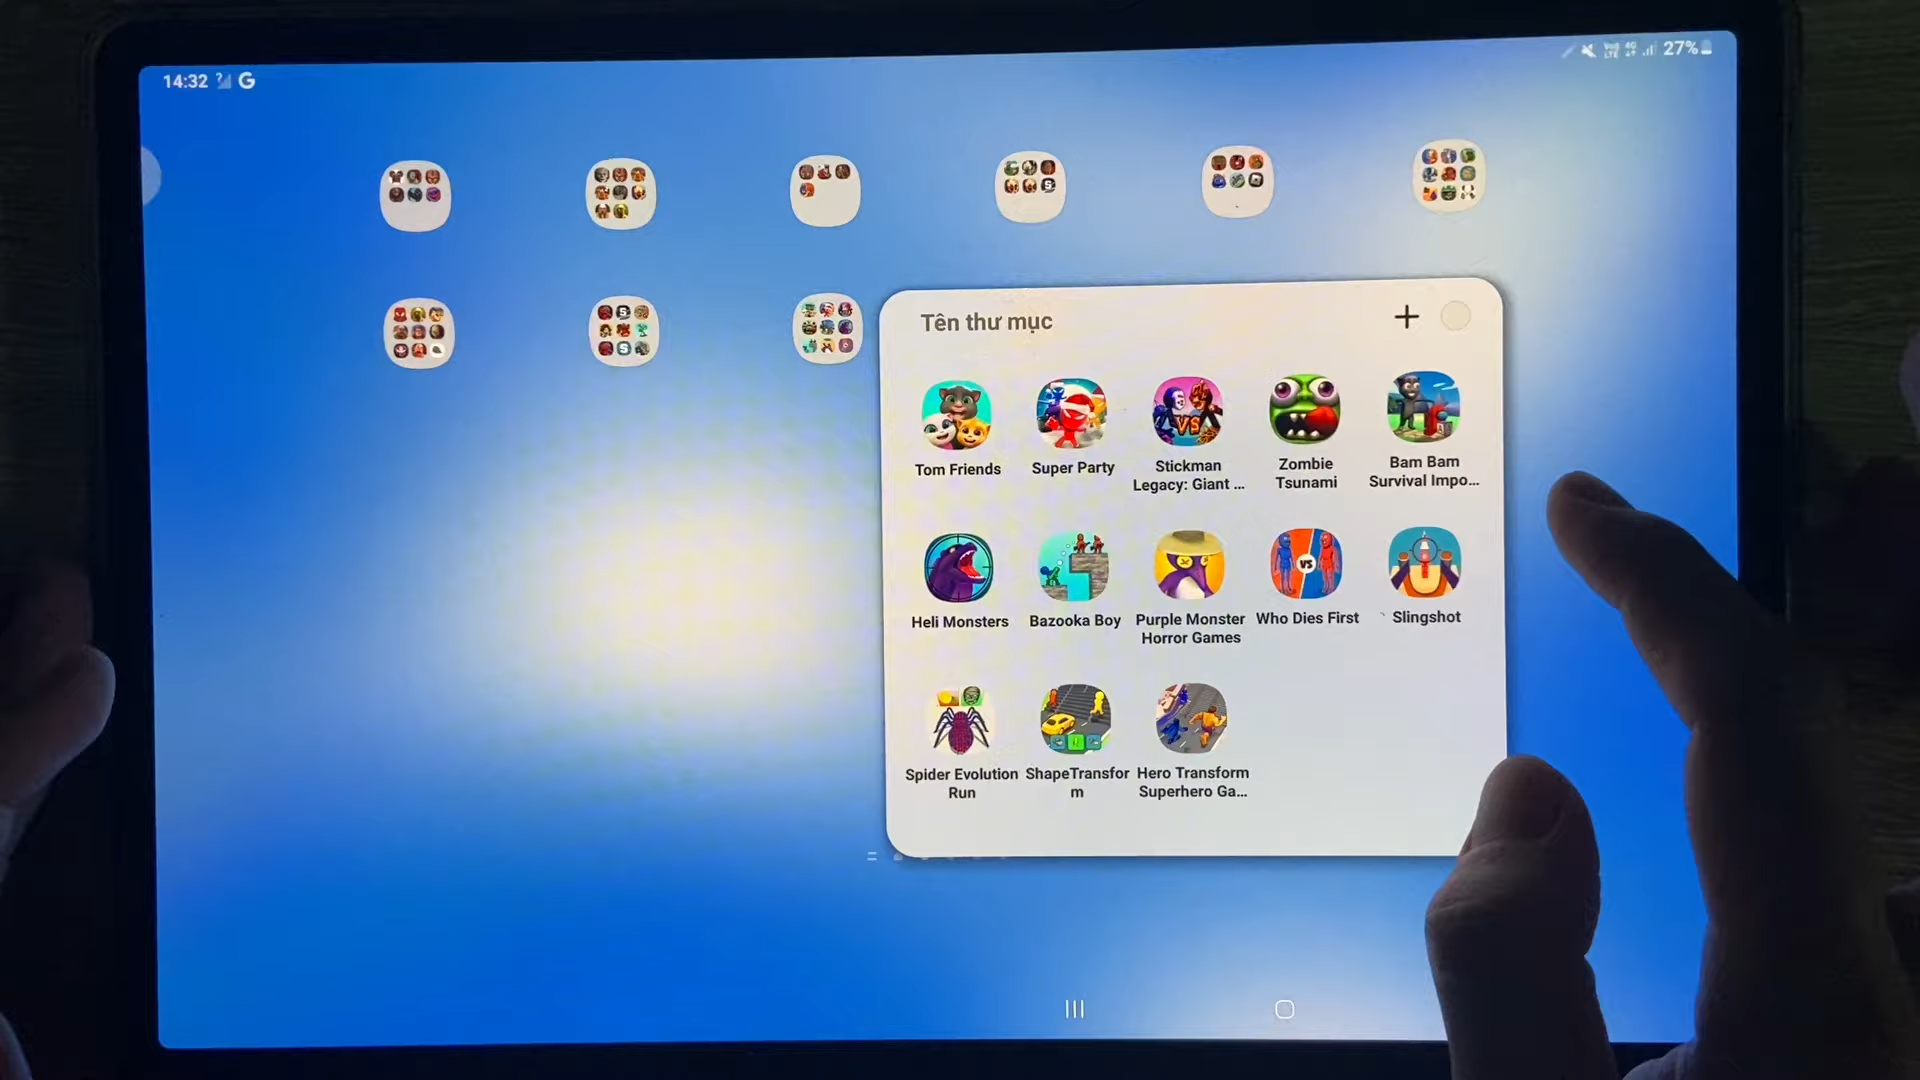 14:32 G
27%
Tên thư mục
Tom Friends
Super Party
Stickman
Legacy: Giant ...
Zombie
Tsunami
Bam Bam
Survival Impo...
Heli Monsters
Bazooka Boy
Purple Monster
Horror Games
Who Dies First
Slingshot
Spider Evolution
Run
ShapeTransfor
m
Hero Transform
Superhero Ga...